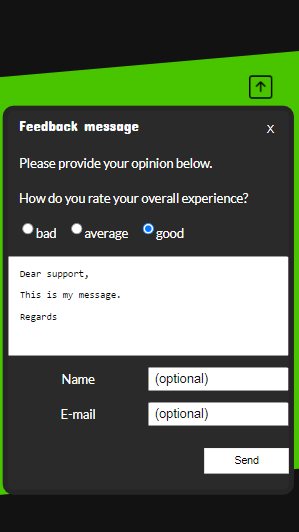 Feedback message
x
Please provide your opinion below.
How do you rate your overall experience?
bad average good
Dear support,
This is my message.
Regards
Name (optional)
E-mail (optional)
Send